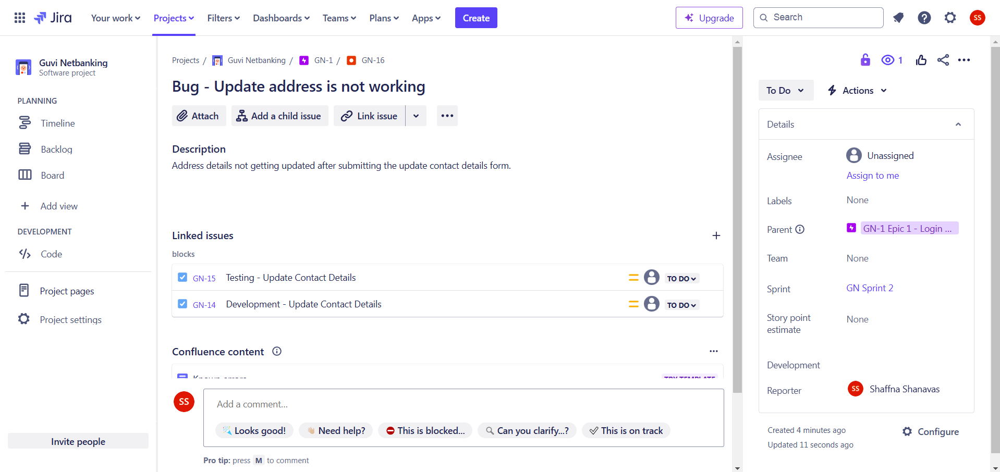 Jira
Your work
Projects
Filters
Dashboards
Teams
Plans
Apps
Create
Upgrade
Search
SS
Guvi Netbanking
Software project
PLANNING
Timeline
Backlog
Board
Add view
DEVELOPMENT
Code
Project pages
Project settings
Invite people
Projects / Guvi Netbanking / GN-1 / GN-16
Bug - Update address is not working
Attach
Add a child issue
Link issue
Description
Address details not getting updated after submitting the update contact details form.
Linked issues
blocks
GN-15 Testing - Update Contact Details TO DO
GN-14 Development - Update Contact Details TO DO
Confluence content
Known errors TRY TEMPLATE
SS
Add a comment...
Looks good!
Need help?
This is blocked...
Can you clarify...?
This is on track
Pro tip: press M to comment
1
To Do
Actions
Details
Assignee Unassigned
Assign to me
Labels None
Parent GN-1 Epic 1 - Login ...
Team None
Sprint GN Sprint 2
Story point
estimate
None
Development
Reporter SS Shaffna Shanavas
Created 4 minutes ago
Updated 11 seconds ago
Configure